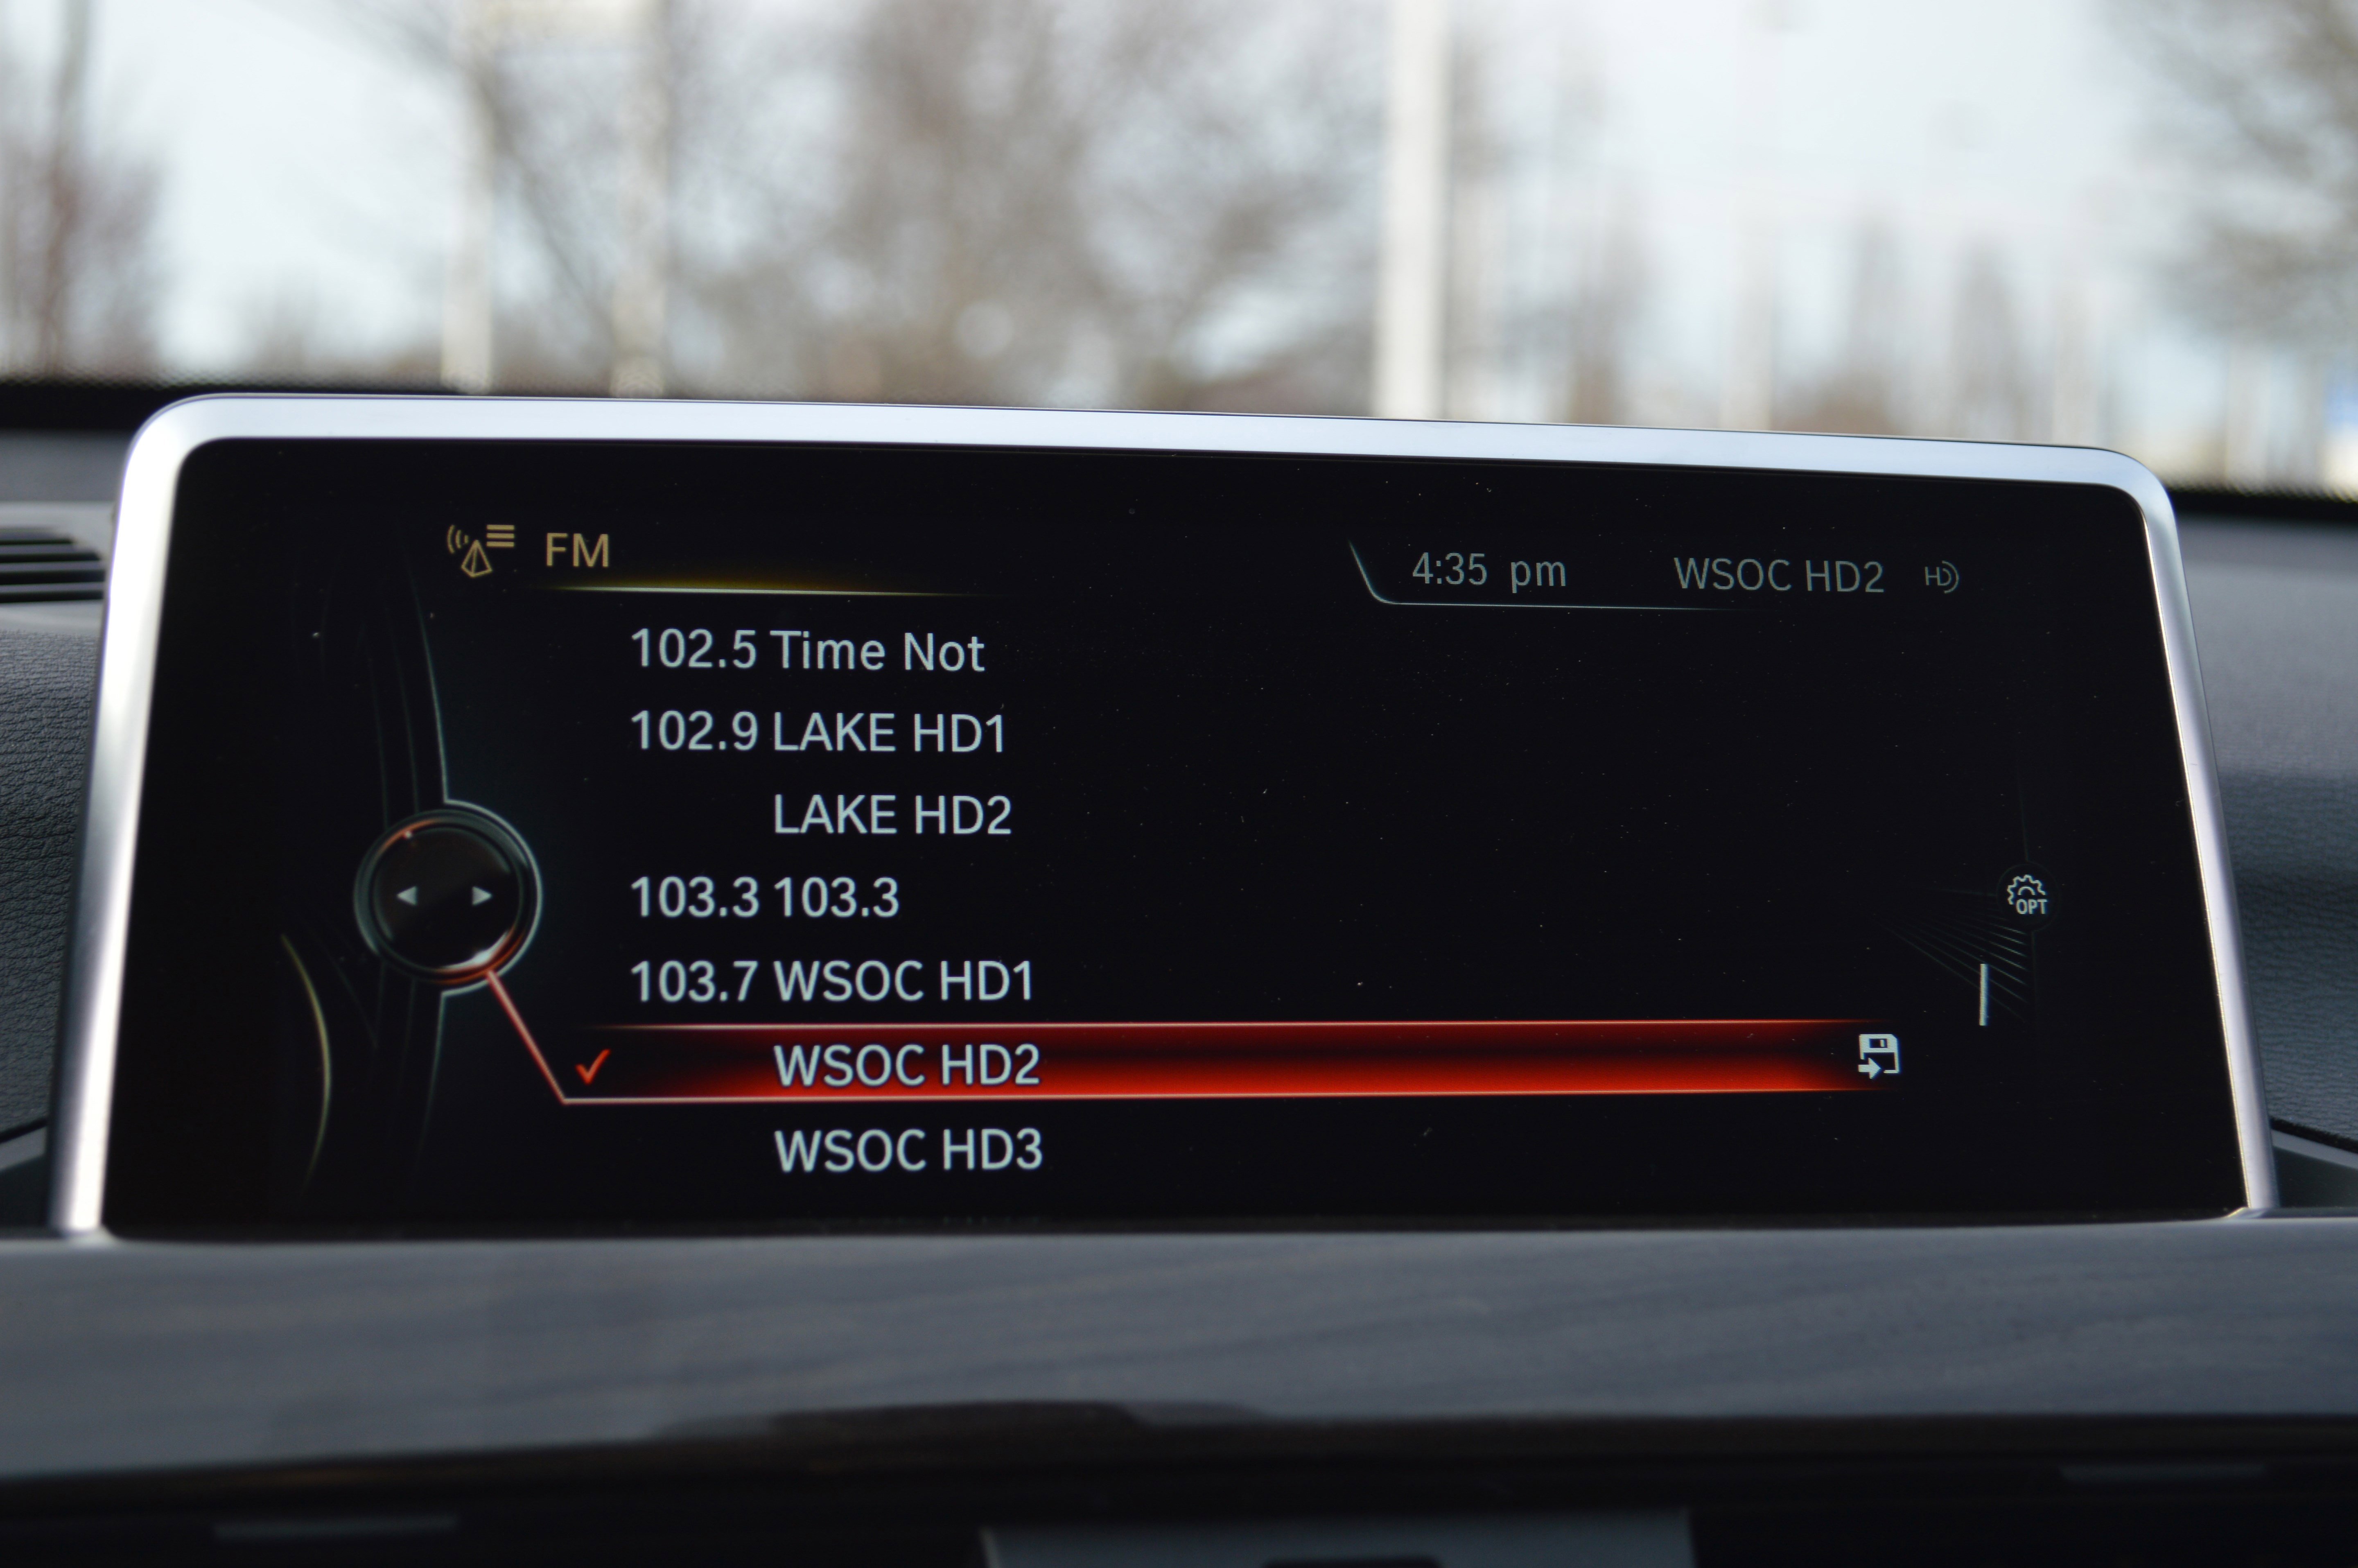 FM
4:35 pm WSOC HD2 HD
102.5 Time Not
102.9 LAKE HD1
LAKE HD2
103.3 103.3
103.7 WSOC HD1
OPT
WSOC HD2
WSOC HD3